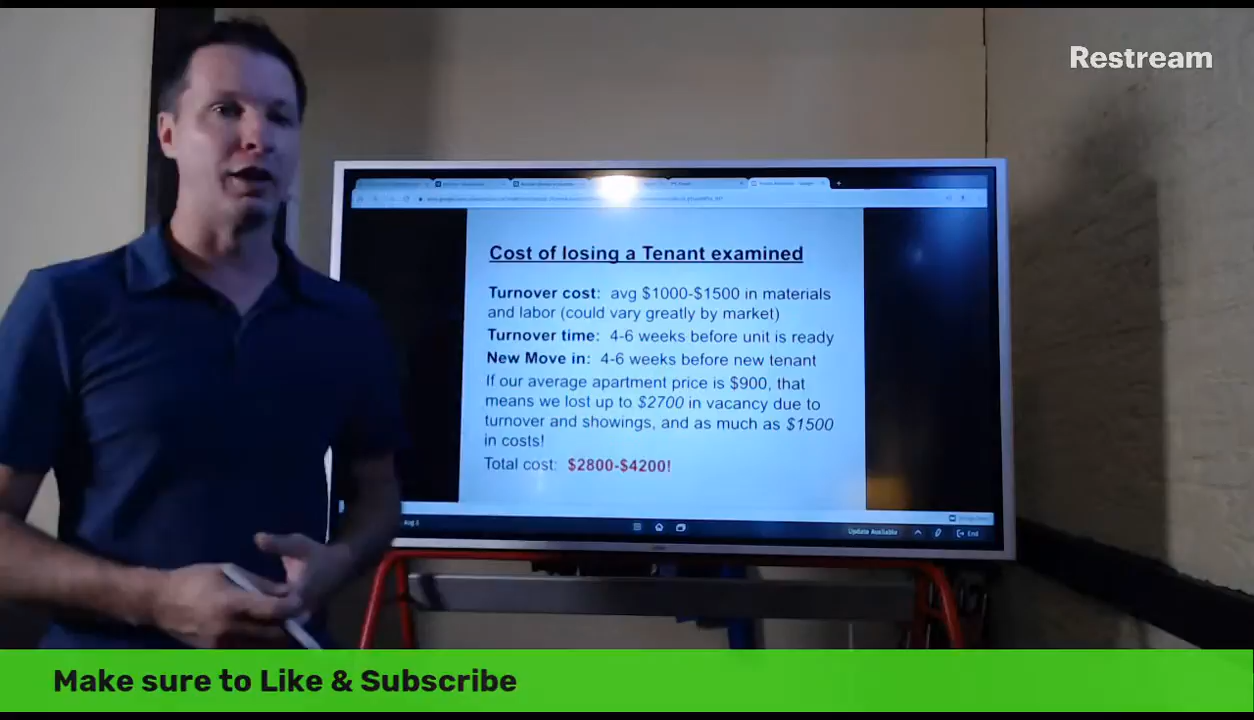 Restream
Cost of losing a Tenant examined
Turnover cost: avg $1000-$1500 in materials
and labor (could vary greatly by market)
Turnover time: 4-6 weeks before unit is ready
New Move in: 4-6 weeks before new tenant
If our average apartment price is $900, that
means we lost up to $2700 in vacancy due to
turnover and showings, and as much as $1500
in costs!
Total cost: $2800-$4200!
Update Available
End
Make sure to Like & Subscribe